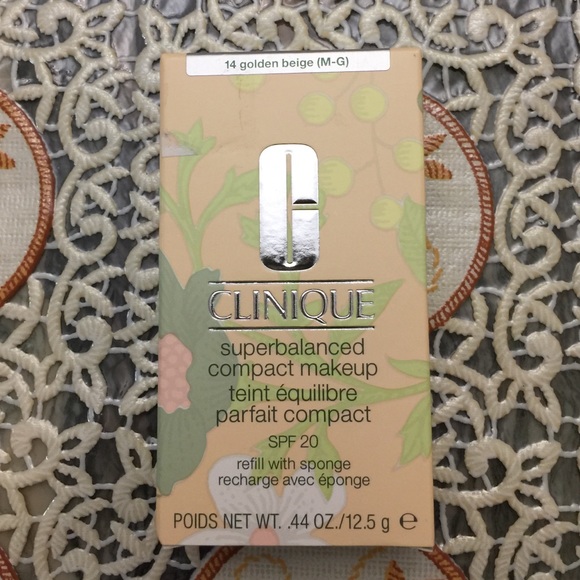 14 golden beige (M-G)
CLINIQUE
superbalanced
compact makeup
teint équilibre
parfait compact
SPF 20
refill with sponge
recharge avec éponge
POIDS NET WT. .44 OZ./12.5 g ℮